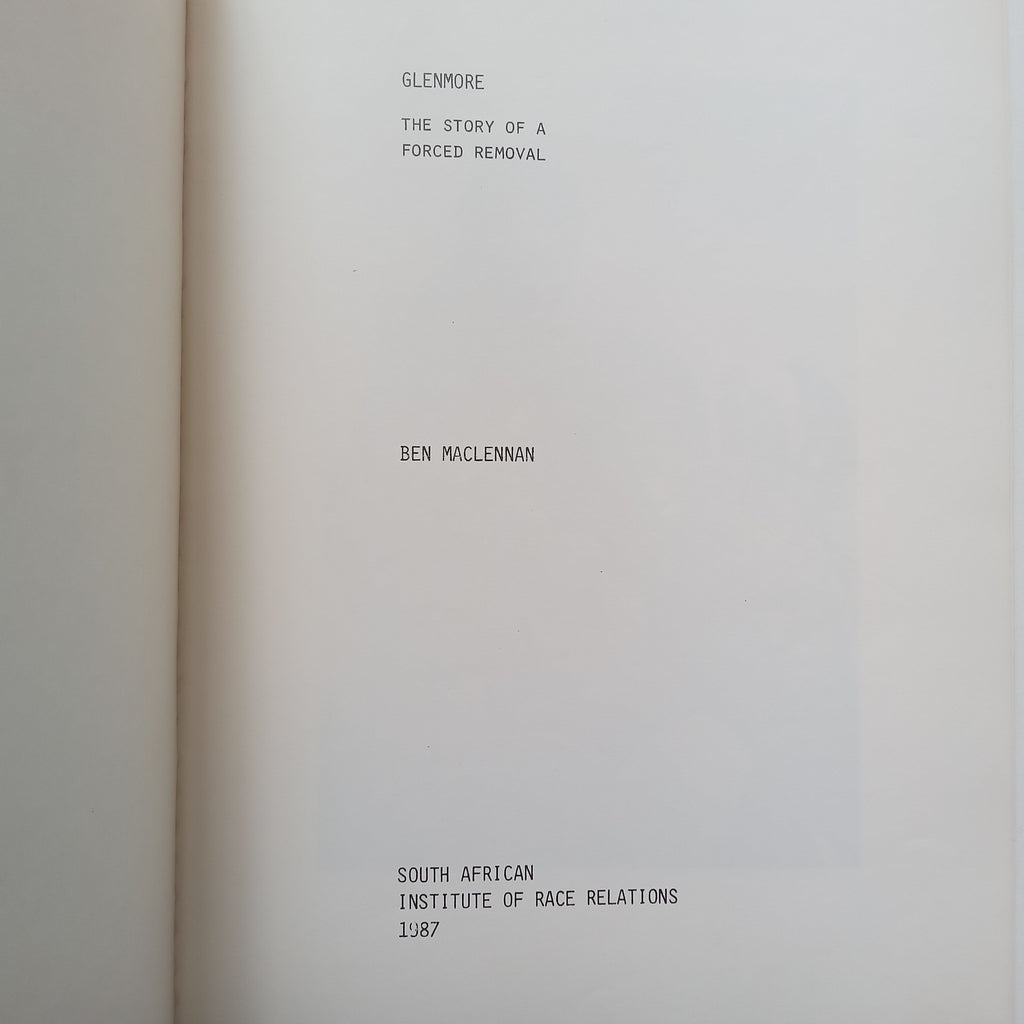 GLENMORE
THE STORY OF A
FORCED REMOVAL
BEN MACLENNAN
SOUTH AFRICAN
INSTITUTE OF RACE RELATIONS
1987